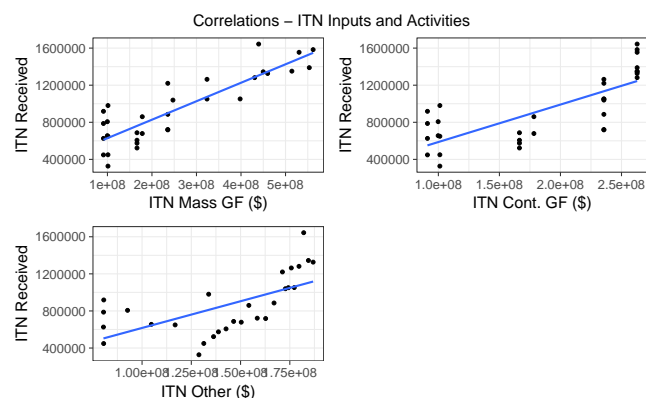 Correlations – ITN Inputs and Activities
ITN Received
1600000
1200000
800000
400000
1e+08 2e+08 3e+08 4e+08 5e+08
ITN Mass GF ($)
ITN Received
1600000
1200000
800000
400000
1.0e+08 1.5e+08 2.0e+08 2.5e+08
ITN Cont. GF ($)
ITN Received
1600000
1200000
800000
400000
1.00e+08 1.25e+08 1.50e+08 1.75e+08
ITN Other ($)